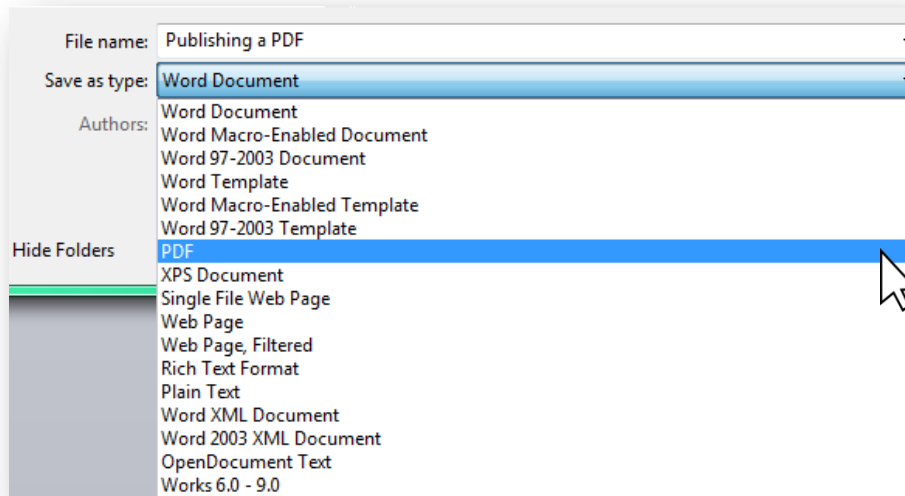 File name: Publishing a PDF
Save as type: Word Document
Authors:
Word Document
Word Macro-Enabled Document
Word 97-2003 Document
Word Template
Word Macro-Enabled Template
Word 97-2003 Template
Hide Folders
PDF
XPS Document
Single File Web Page
Web Page
Web Page, Filtered
Rich Text Format
Plain Text
Word XML Document
Word 2003 XML Document
OpenDocument Text
Works 6.0 - 9.0